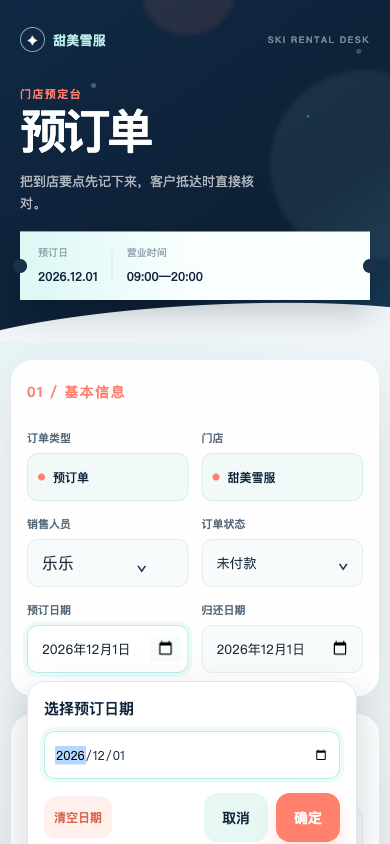 甜美雪服
SKI RENTAL DESK
门店预定台
预订单
把到店要点先记下来，客户抵达时直接核
对。
预订日 营业时间
2026.12.01 09:00—20:00
01 / 基本信息
订单类型 门店
预订单 甜美雪服
销售人员 订单状态
乐乐 未付款
预订日期 归还日期
2026年12月1日 2026年12月1日
选择预订日期
2026/12/01
清空日期 取消 确定